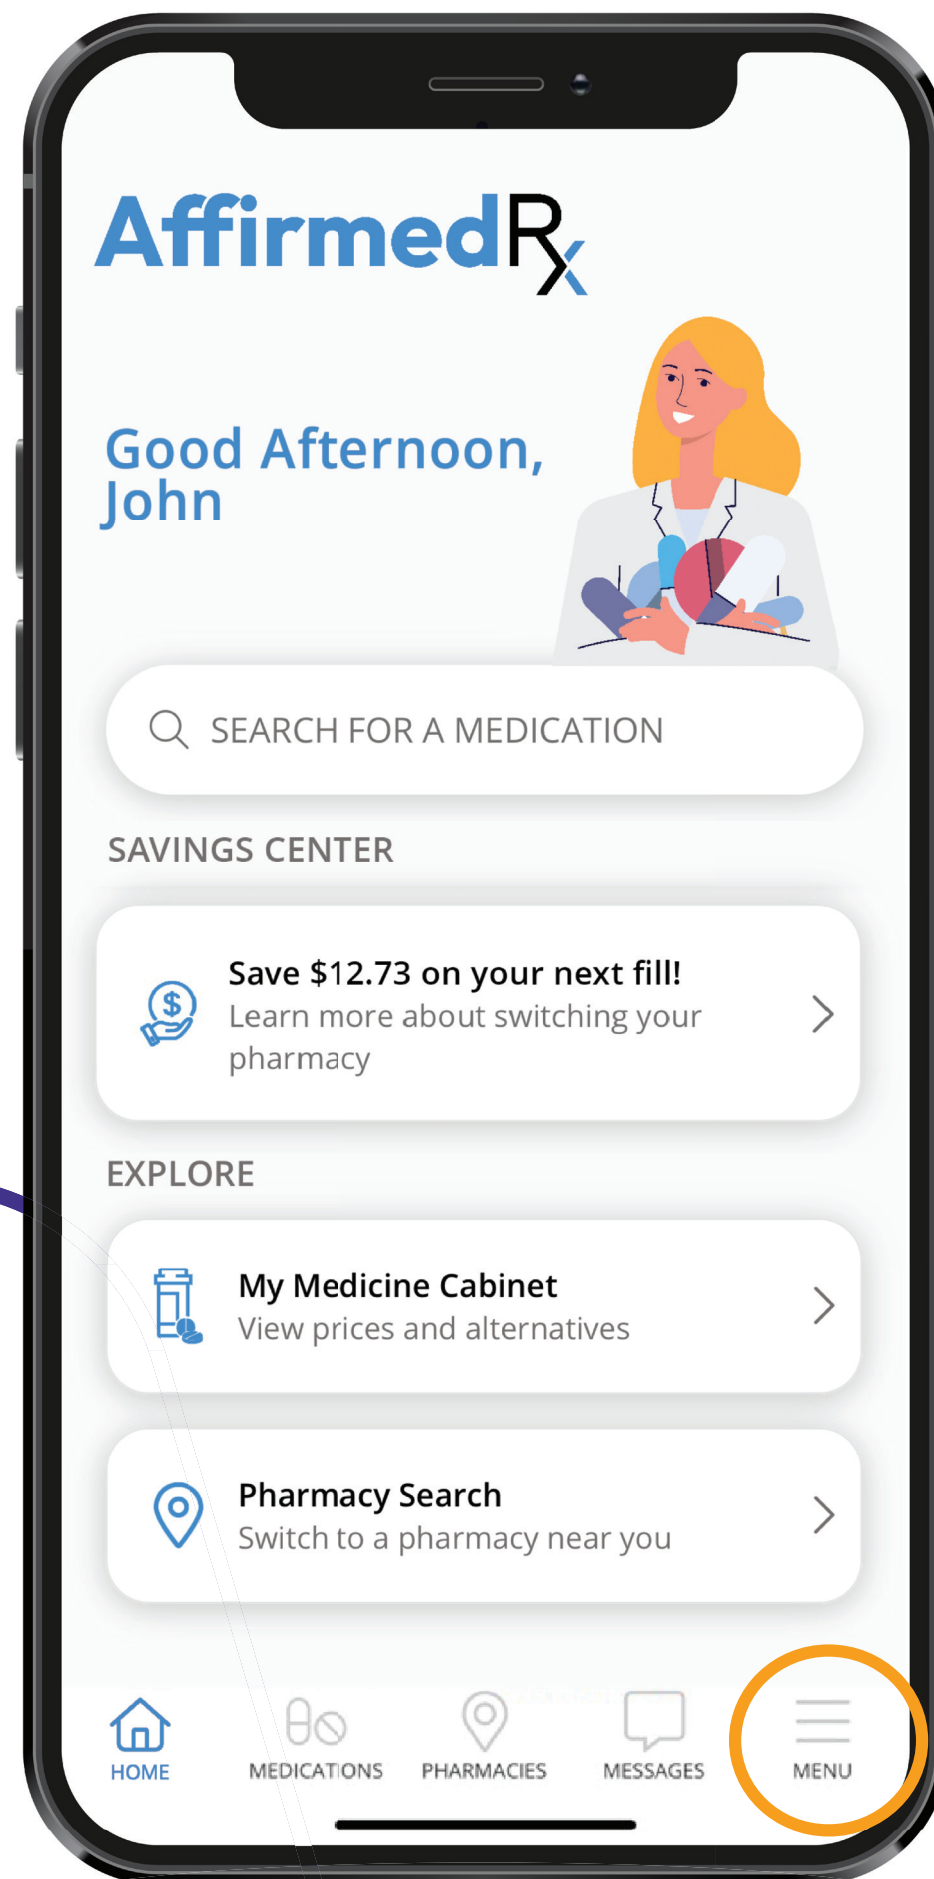 AffirmedRx
Good Afternoon,
John
SEARCH FOR A MEDICATION
SAVINGS CENTER
Save $12.73 on your next fill!
Learn more about switching your
pharmacy
EXPLORE
My Medicine Cabinet
View prices and alternatives
Pharmacy Search
Switch to a pharmacy near you
HOME MEDICATIONS PHARMACIES MESSAGES MENU